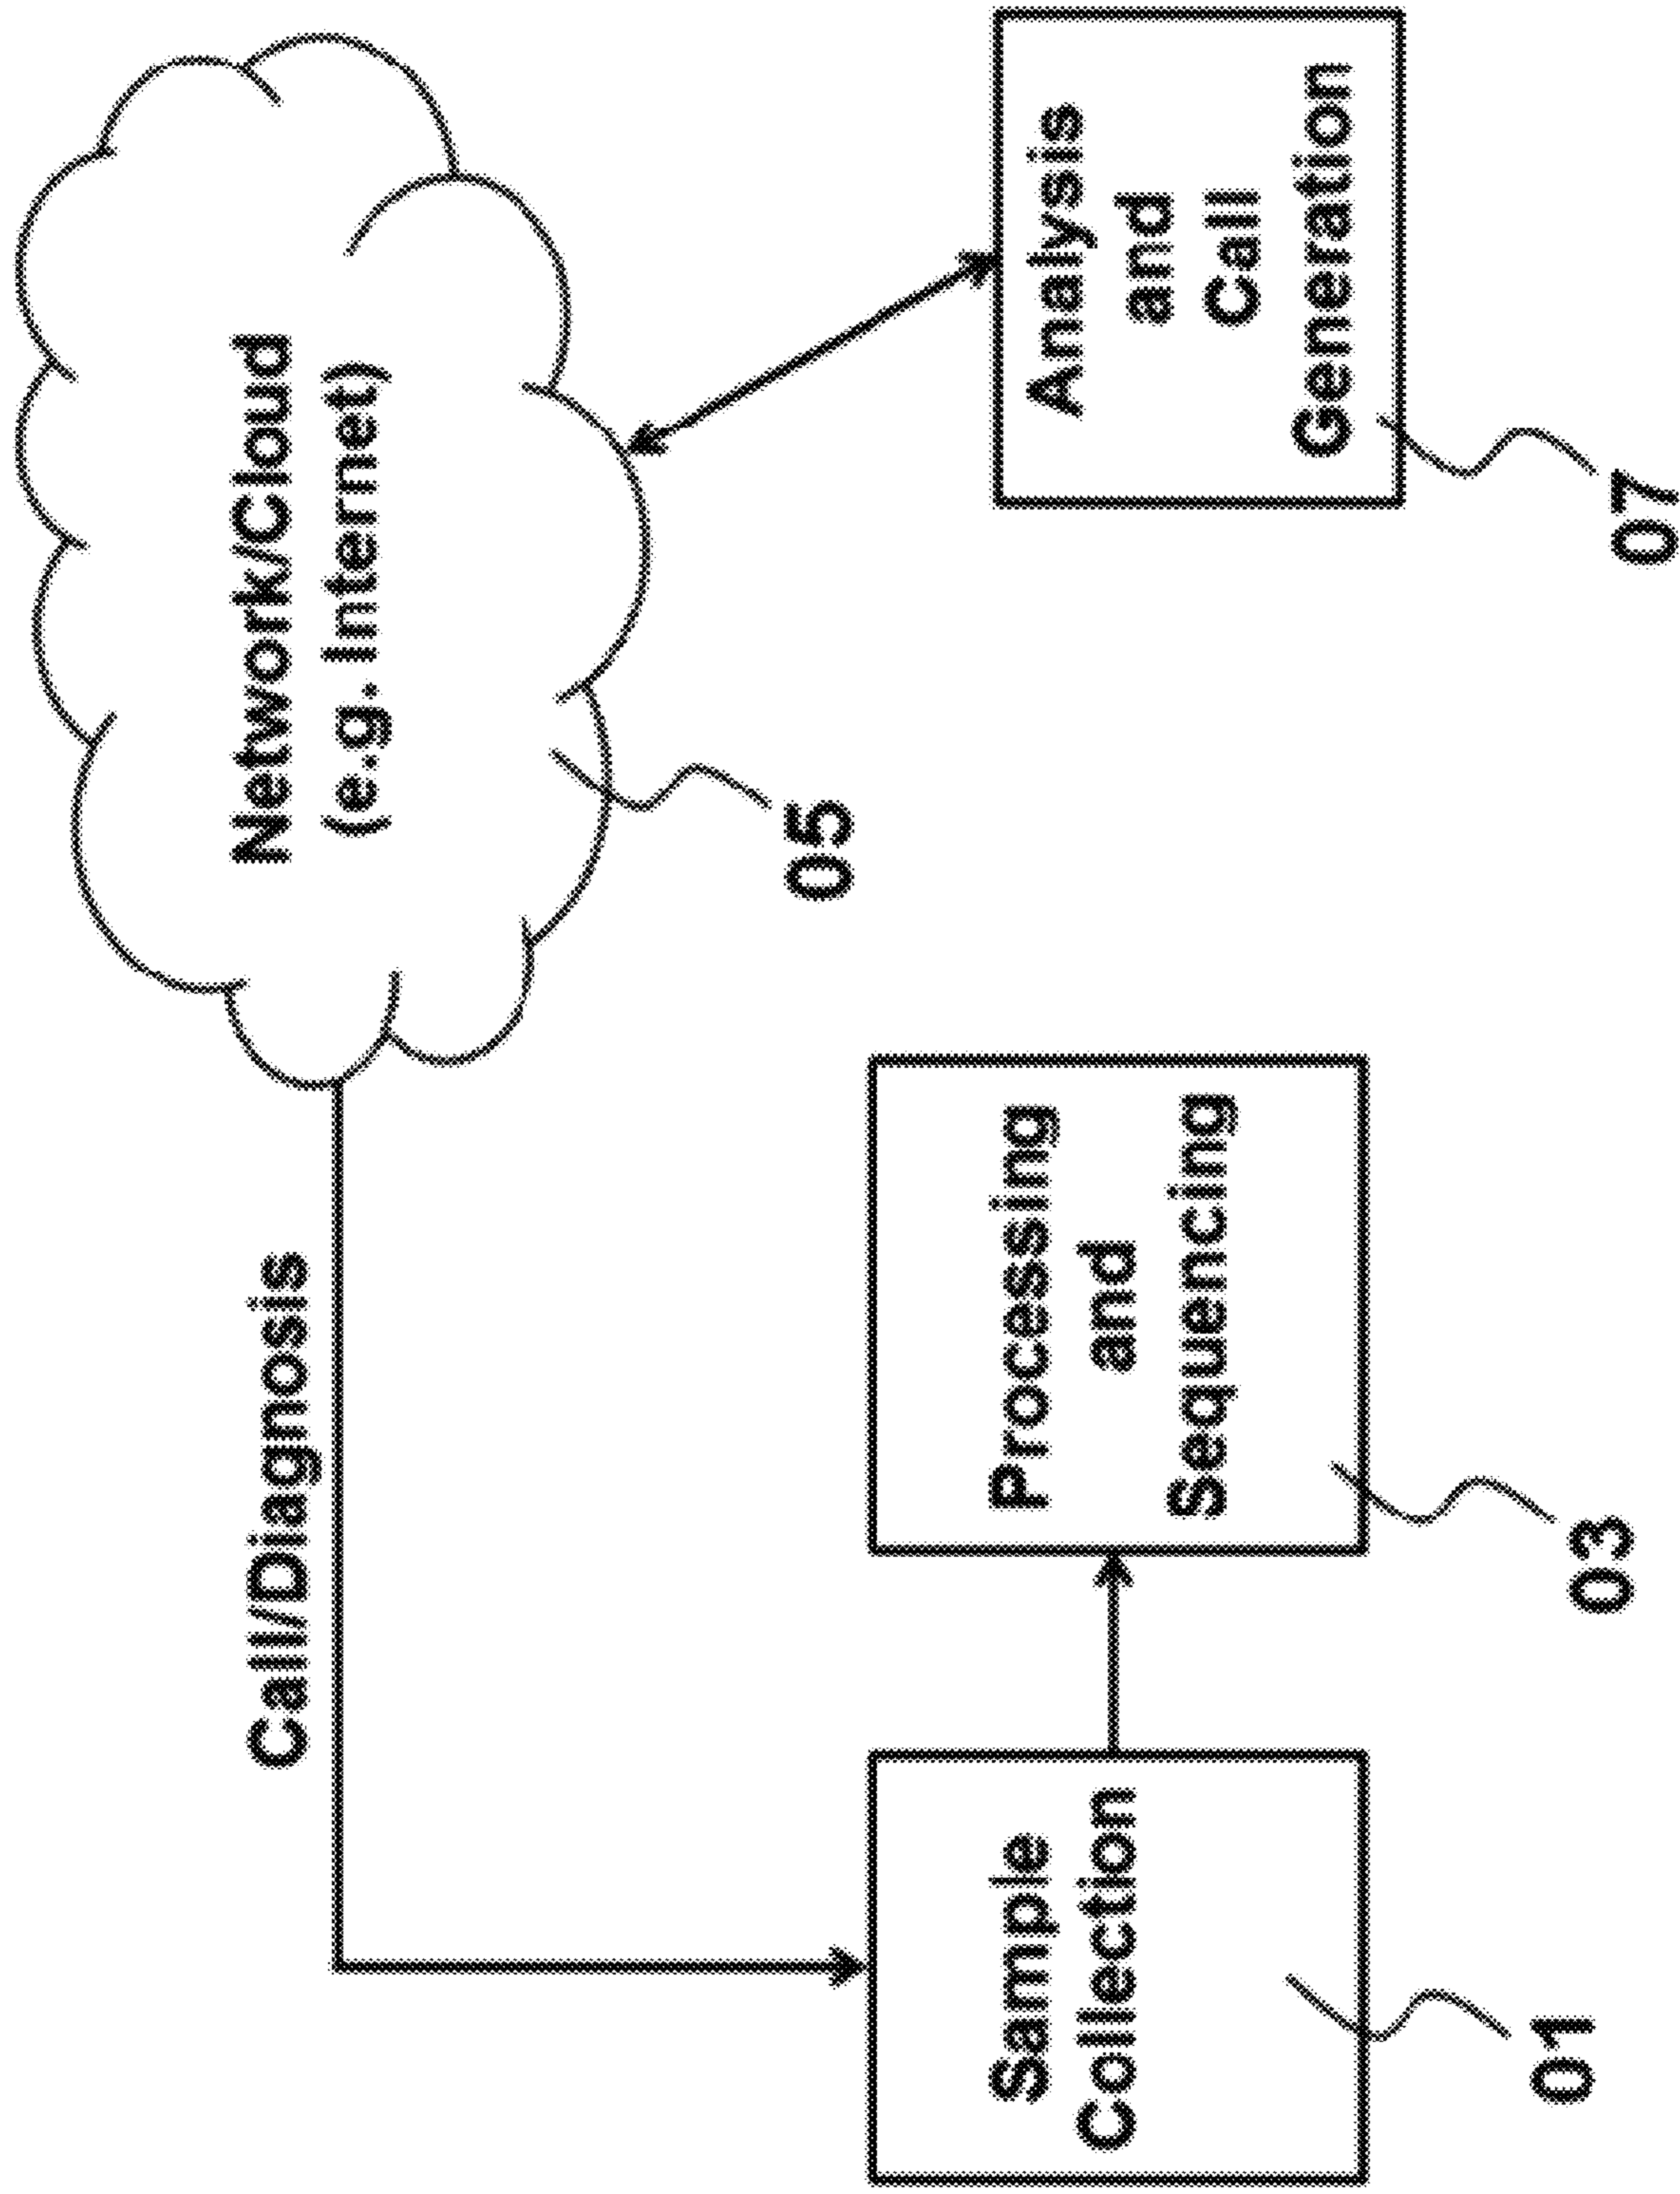 Call/Diagnosis
Network/Cloud
(e.g. Internet)
05
Sample
Collection
01
Processing
and
Sequencing
03
Analysis
and
Call
Generation
07